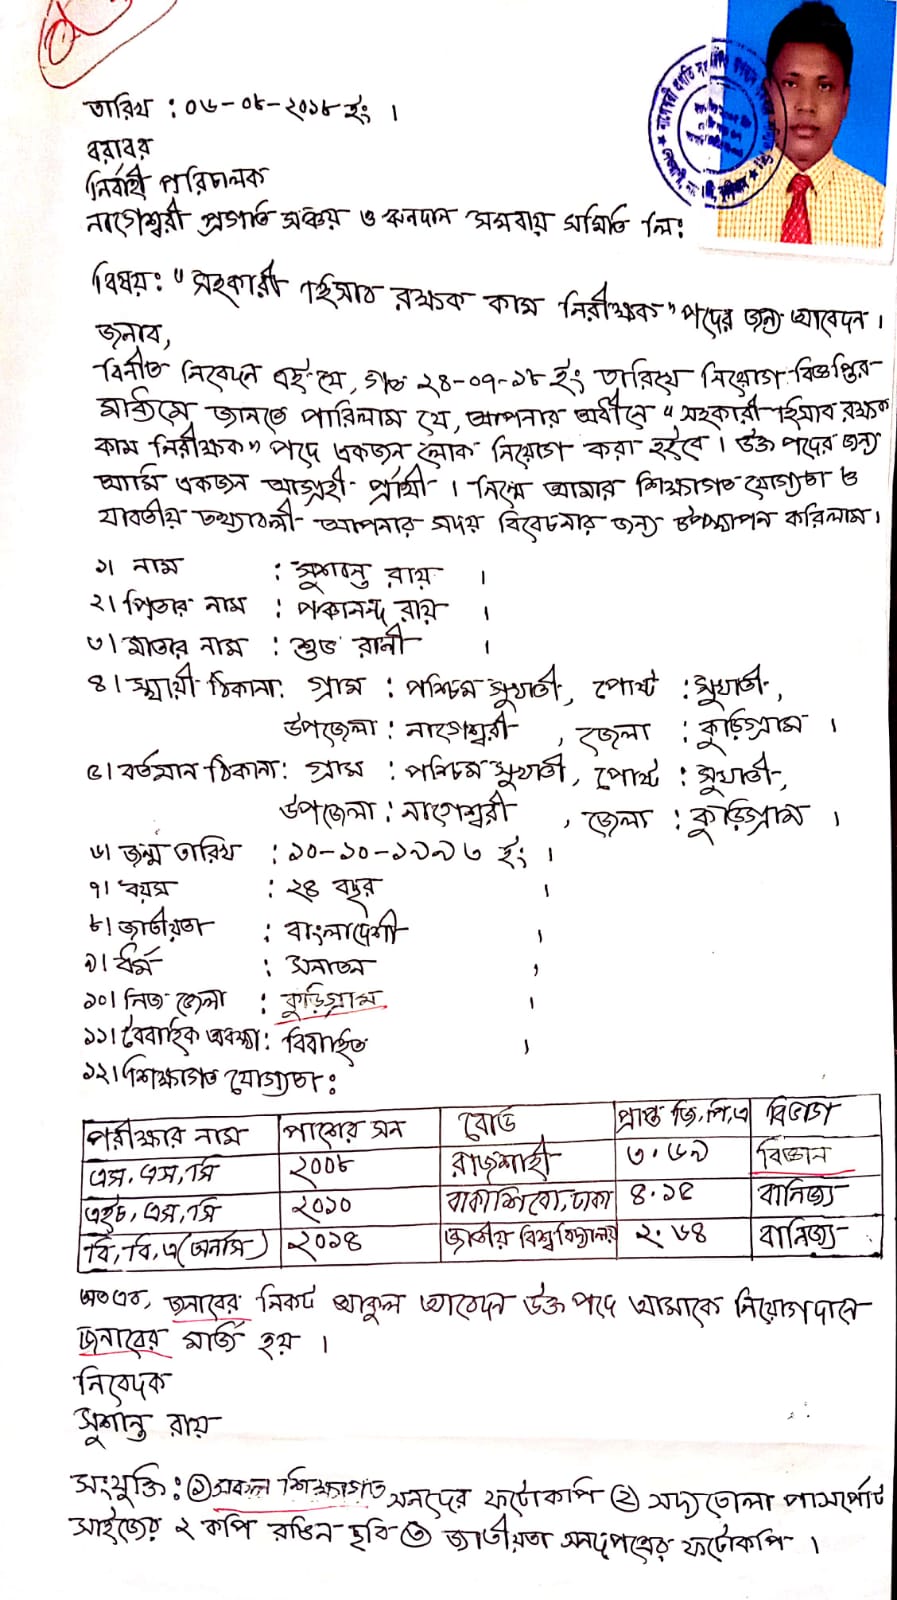 তারিখ : ০৬-০৮-২০১৮ ইং ।
বরাবর
নির্বাহী পরিচালক
নাগেশ্বরী প্রগতি সঞ্চয় ও ঋনদান সমবায় সমিতি লিঃ
বিষয়ঃ "সহকারী হিসাব রক্ষক কাম নিরীক্ষক" পদের জন্য আবেদন ।
জনাব,
বিনীত নিবেদন এই যে, গত ২৪-০৭-১৮ ইং তারিখে নিয়োগ বিজ্ঞপ্তির
মাধ্যমে জানতে পারিলাম যে, আপনার অধীনে "সহকারী হিসাব রক্ষক
কাম নিরীক্ষক" পদে একজন লোক নিয়োগ করা হইবে । উক্ত পদের জন্য
আমি একজন আগ্রহী প্রার্থী । নিম্নে আমার শিক্ষাগত যোগ্যতা ও
যাবতীয় তথ্যাবলী আপনার সদয় বিবেচনার জন্য উপস্থাপন করিলাম।
১। নাম : সুশান্ত রায় ।
২। পিতার নাম : পকানন্দ রায় ।
৩। মাতার নাম : শুভ রানী ।
৪। স্থায়ী ঠিকানা: গ্রাম : পশ্চিম সুখাতী, পোষ্ট : সুখাতী,
উপজেলা : নাগেশ্বরী , জেলা : কুড়িগ্রাম ।
৫। বর্তমান ঠিকানা: গ্রাম : পশ্চিম সুখাতী, পোষ্ট : সুখাতী,
উপজেলা : নাগেশ্বরী , জেলা : কুড়িগ্রাম ।
৬। জন্ম তারিখ : ১০-১০-১৯৯৩ ইং ।
৭। বয়স : ২৪ বছর ।
৮। জাতীয়তা : বাংলাদেশী ,
৯। ধর্ম : সনাতন ,
১০। নিজ জেলা : কুড়িগ্রাম ।
১১। বৈবাহিক অবস্থা: বিবাহিত ,
১২। শিক্ষাগত যোগ্যতা:
পরীক্ষার নাম পাশের সন বোর্ড প্রাপ্ত জি,পি,এ বিভাগ
এস,এস,সি ২০০৮ রাজশাহী ৩.৬৯ বিজ্ঞান
এইচ,এস,সি ২০১০ বাকাশিবো, ঢাকা ৪.১৫ বানিজ্য
বি,বি,এ(অনার্স) ২০১৪ জাতীয় বিশ্ববিদ্যালয় ২.৬৪ বানিজ্য
অতএব, জনাবের নিকট আকুল আবেদন উক্ত পদে আমাকে নিয়োগদানে
জনাবের মর্জি হয় ।
নিবেদক
সুশান্ত রায়
সংযুক্তি : ১ সকল শিক্ষাগত সনদের ফটোকপি ২ সদ্যতোলা পাসপোর্ট
সাইজের ২ কপি রঙিন ছবি ৩ জাতীয়তা সনদপত্রের ফটোকপি ।